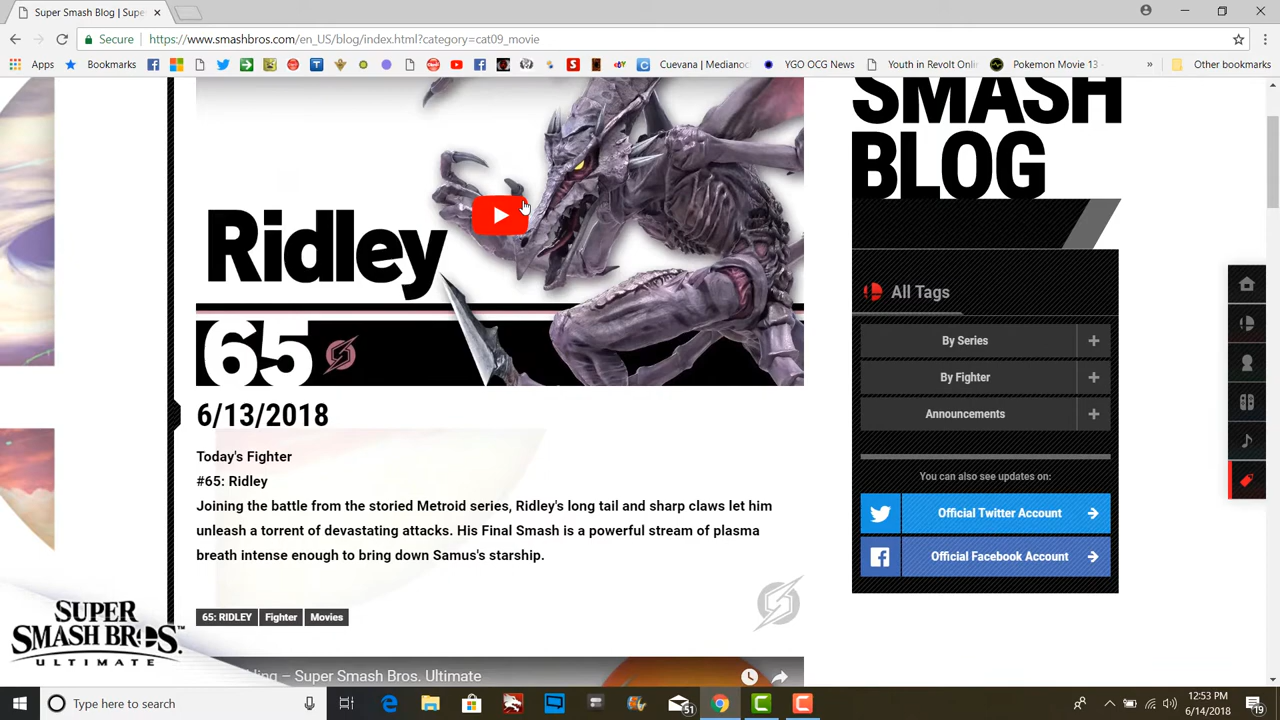 Super Smash Blog | Supe
Secure
https://www.smashbros.com/en_US/blog/index.html?category=cat09_movie
Apps
Bookmarks
Cuevana | Medianoc
YGO OCG News
Youth in Revolt Onli
Pokemon Movie 13 -
»
Other bookmarks
Ridley
65
6/13/2018
Today's Fighter
#65: Ridley
Joining the battle from the storied Metroid series, Ridley's long tail and sharp claws let him
unleash a torrent of devastating attacks. His Final Smash is a powerful stream of plasma
breath intense enough to bring down Samus's starship.
65: RIDLEY
Fighter
Movies
– Super Smash Bros. Ultimate
SMASH
BLOG
All Tags
By Series
By Fighter
Announcements
You can also see updates on:
Official Twitter Account
Official Facebook Account
SUPER
SMASH BROS.™
ULTIMATE
Type here to search
51
12:53 PM
6/14/2018
19